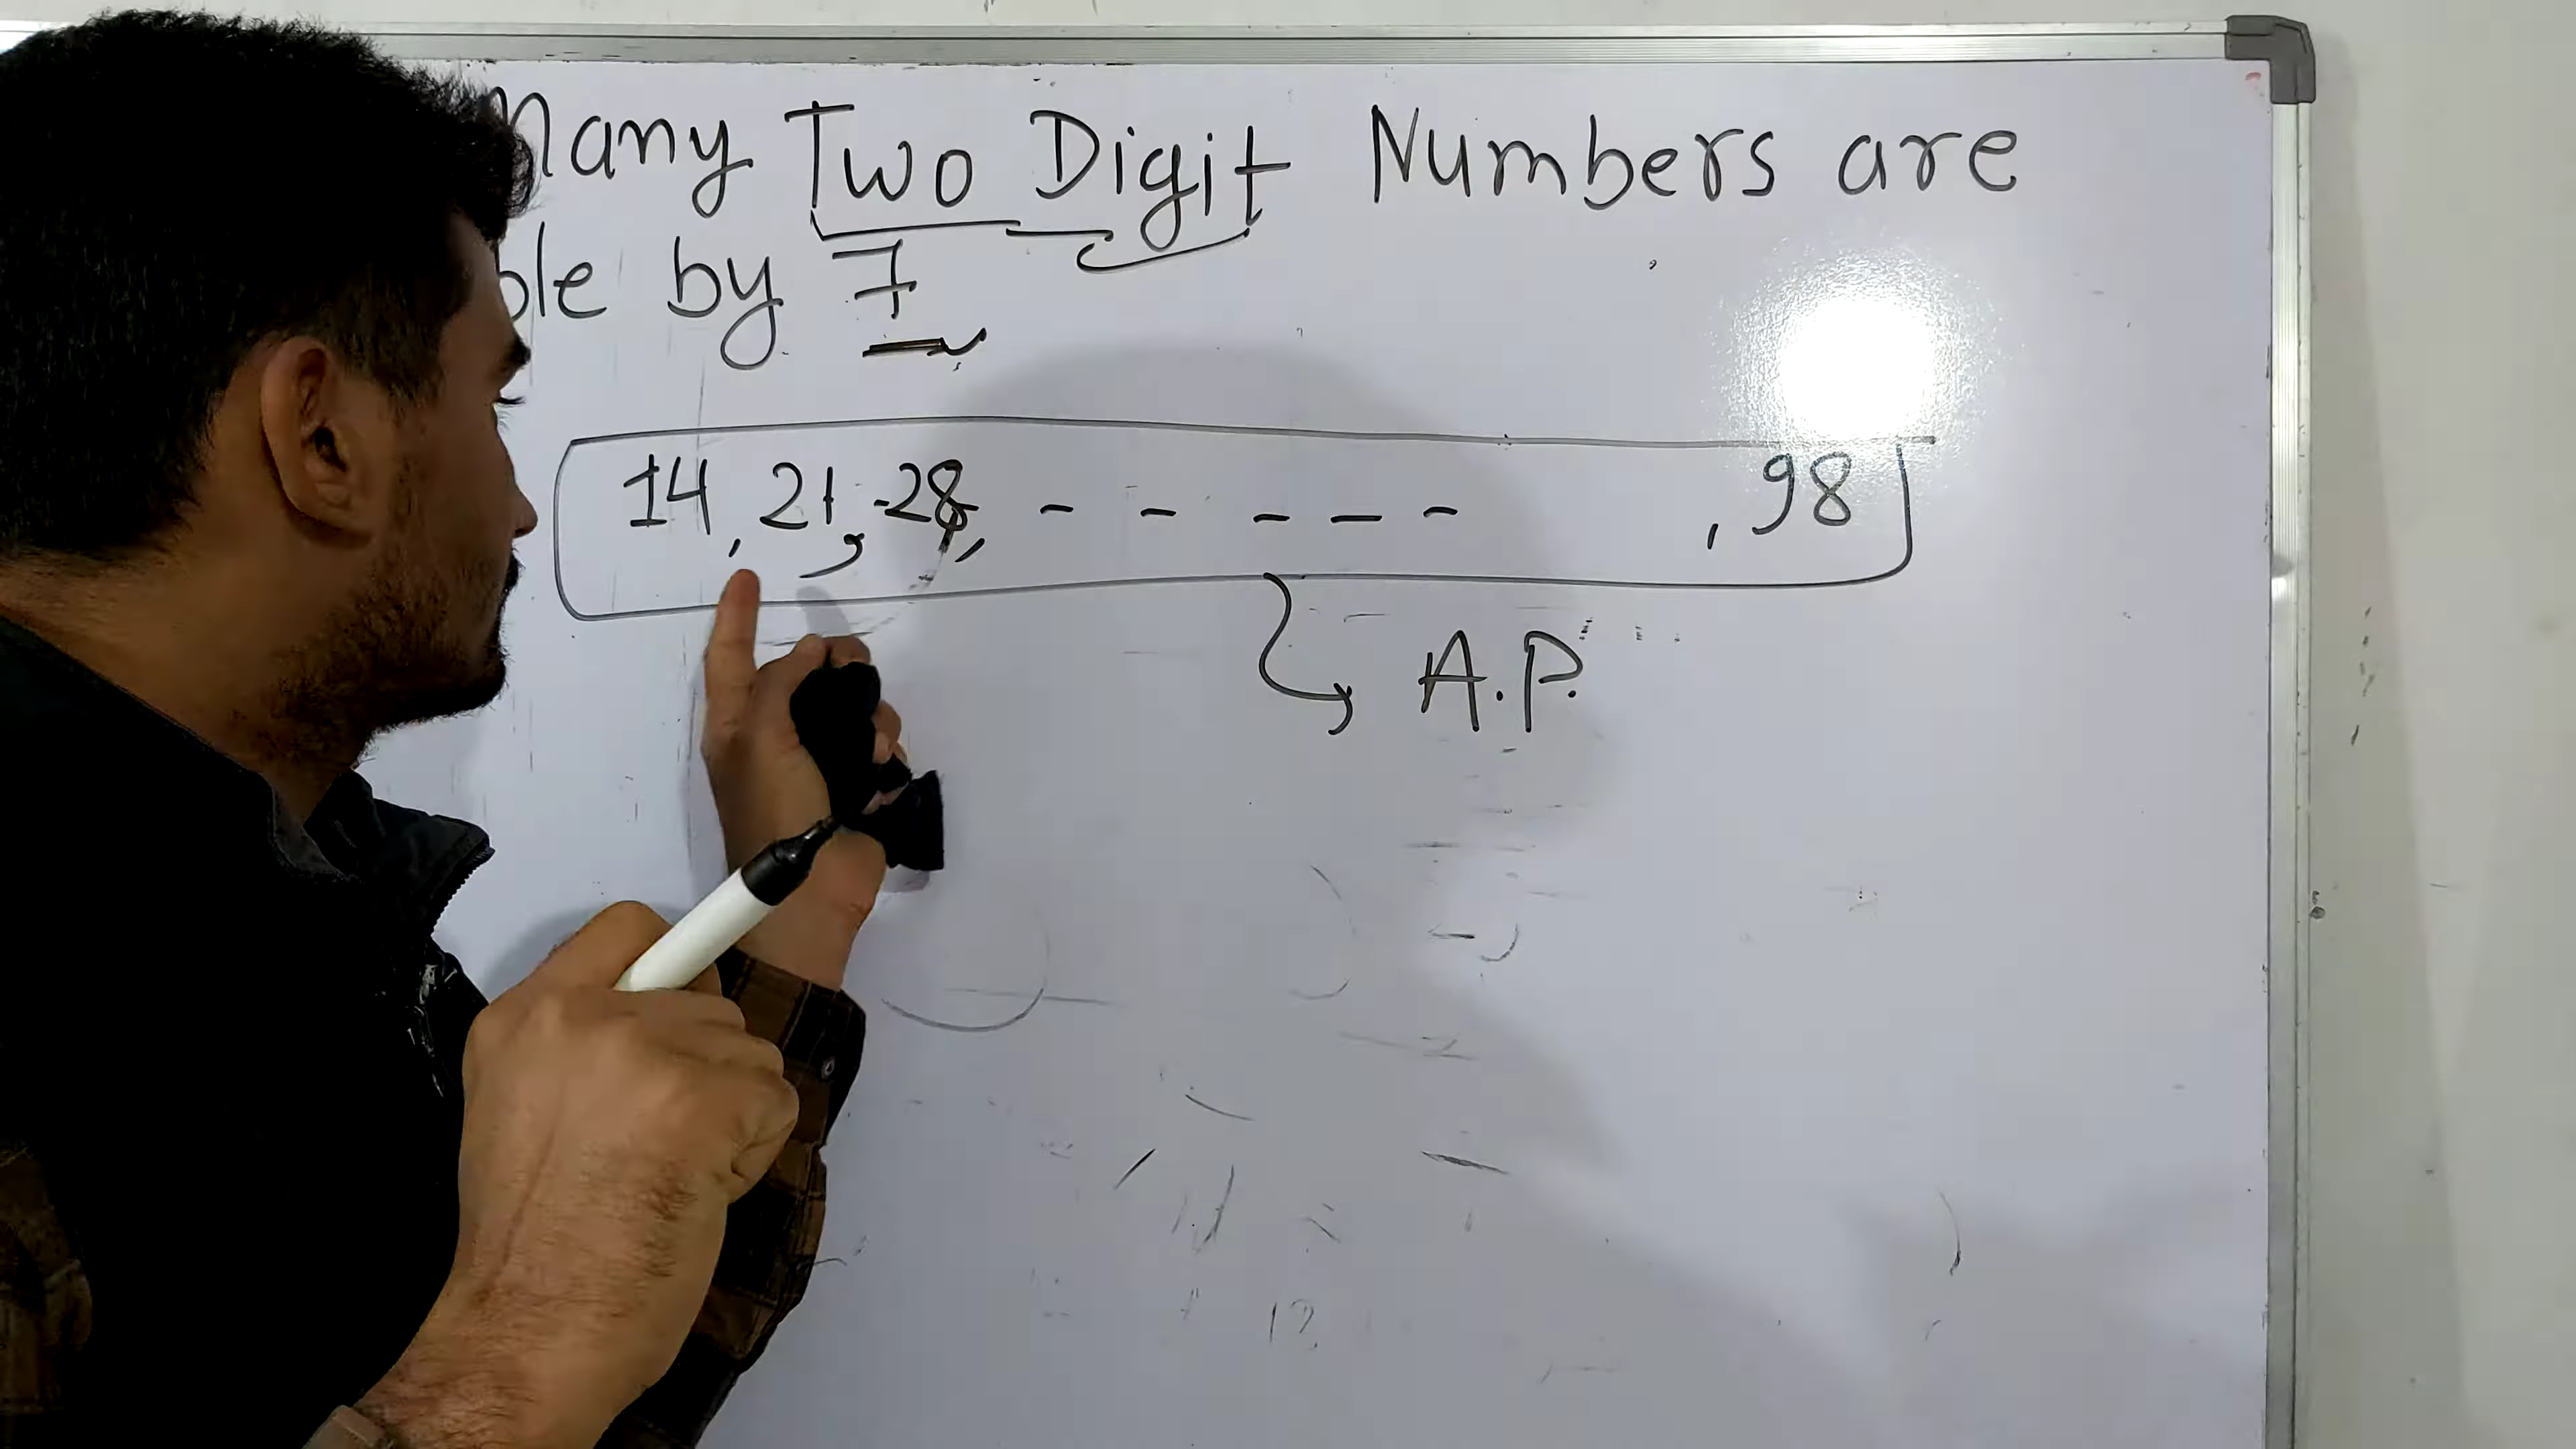 Many Two Digit Numbers are
ble by 7
14, 21, 28, - - - - - , 98
A.P.